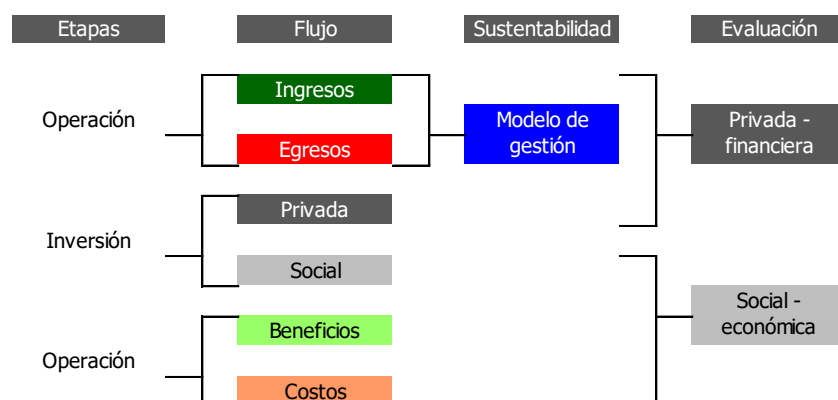 Etapas
Flujo
Sustentabilidad
Evaluación
Operación
Ingresos
Egresos
Modelo de
gestión
Privada -
financiera
Inversión
Privada
Social
Operación
Beneficios
Costos
Social -
económica